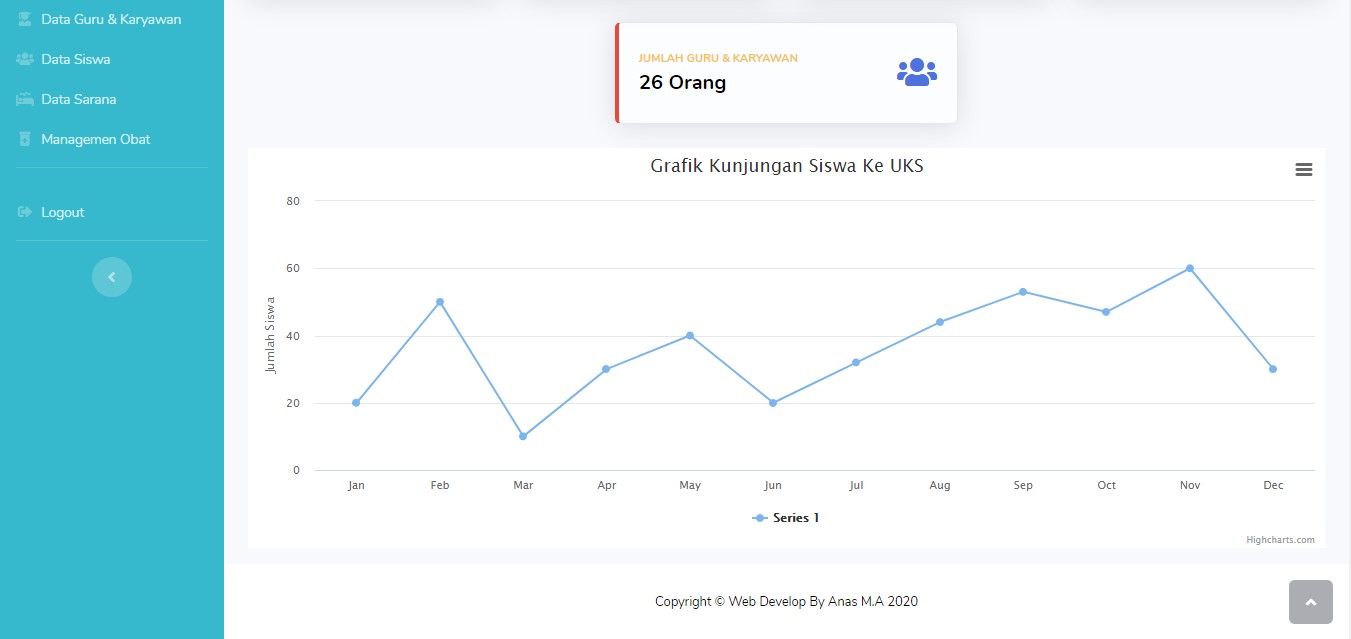 Data Guru & Karyawan
Data Siswa
Data Sarana
Managemen Obat
Logout
JUMLAH GURU & KARYAWAN
26 Orang
Grafik Kunjungan Siswa Ke UKS
Jumlah Siswa
80
60
40
20
0
Jan Feb Mar Apr May Jun Jul Aug Sep Oct Nov Dec
Series 1
Highcharts.com
Copyright © Web Develop By Anas M.A 2020